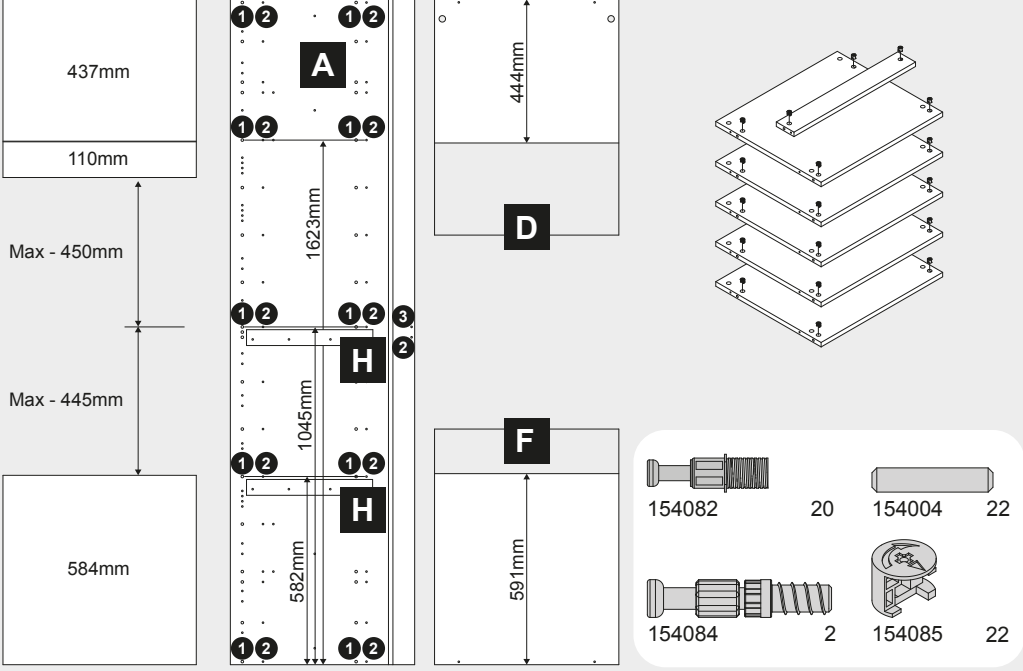 1 2 1 2
A
437mm
444mm
1 2 1 2
110mm
1623mm
D
Max - 450mm
1 2 1 2 3
2
H
Max - 445mm
1045mm
F
1 2 1 2
H
584mm
582mm
591mm
1 2 1 2
154082 20 154004 22
154084 2 154085 22